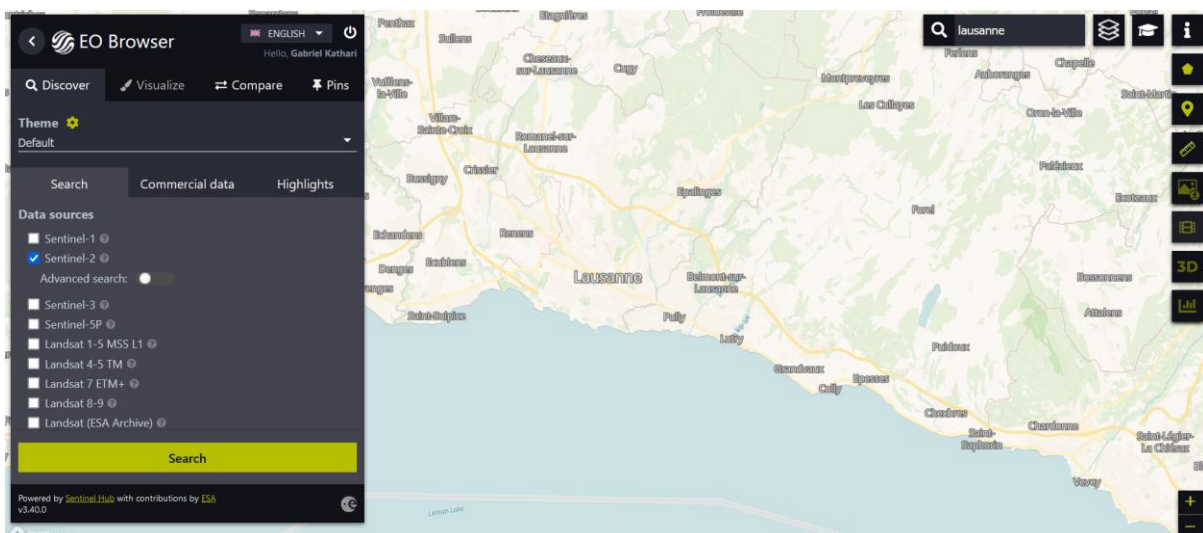 EO Browser
ENGLISH
Hello, Gabriel Kathari
Discover
Visualize
Compare
Pins
Theme
Default
Search
Commercial data
Highlights
Data sources
Sentinel-1
Sentinel-2
Advanced search:
Sentinel-3
Sentinel-5P
Landsat 1-5 MSS L1
Landsat 4-5 TM
Landsat 7 ETM+
Landsat 8-9
Landsat (ESA Archive)
Search
Powered by Sentinel Hub with contributions by ESA
v3.40.0
lausanne
3D
Penthaz
Sullens
Etagnières
Cheseaux-
sur-Lausanne
Cugy
Vufflens-
la-Ville
Villars-
Sainte-Croix
Romanel-sur-
Lausanne
Montpreveyres
Les Cullayes
Ferlens
Auboranges
Chapelle
Saint-Marti
Oron-la-Ville
Palézieux
Ecoteaux
Bussigny
Crissier
Epalinges
Forel
Echandens
Renens
Denges
Ecublens
Lausanne
Belmont-sur-
Lausanne
Bossonnens
Attalens
Saint-Sulpice
Pully
Lutry
Puidoux
Grandvaux
Cully
Epesses
Chexbres
Saint-
Saphorin
Chardonne
Saint-Légier-
La Chiésaz
Vevey
Léman Lake